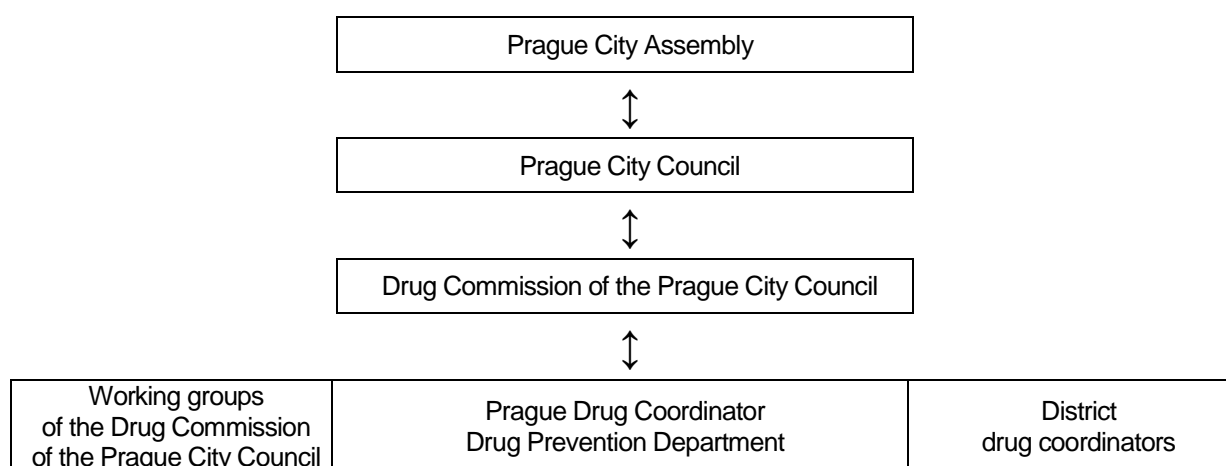 Prague City Assembly
↕
Prague City Council
↕
Drug Commission of the Prague City Council
↕
Working groups
of the Drug Commission
of the Prague City Council
Prague Drug Coordinator
Drug Prevention Department
District
drug coordinators